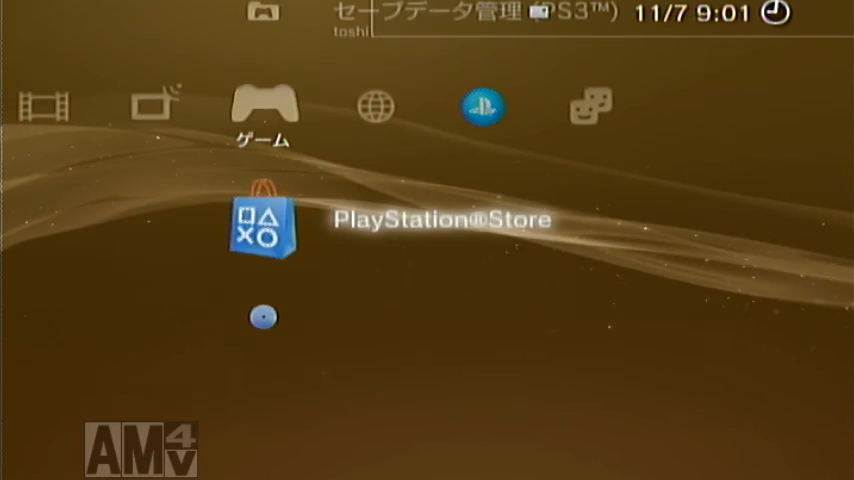 セーブデータ管理 (PS3™)
11/7 9:01
toshi
ゲーム
PlayStation®Store
AM4V